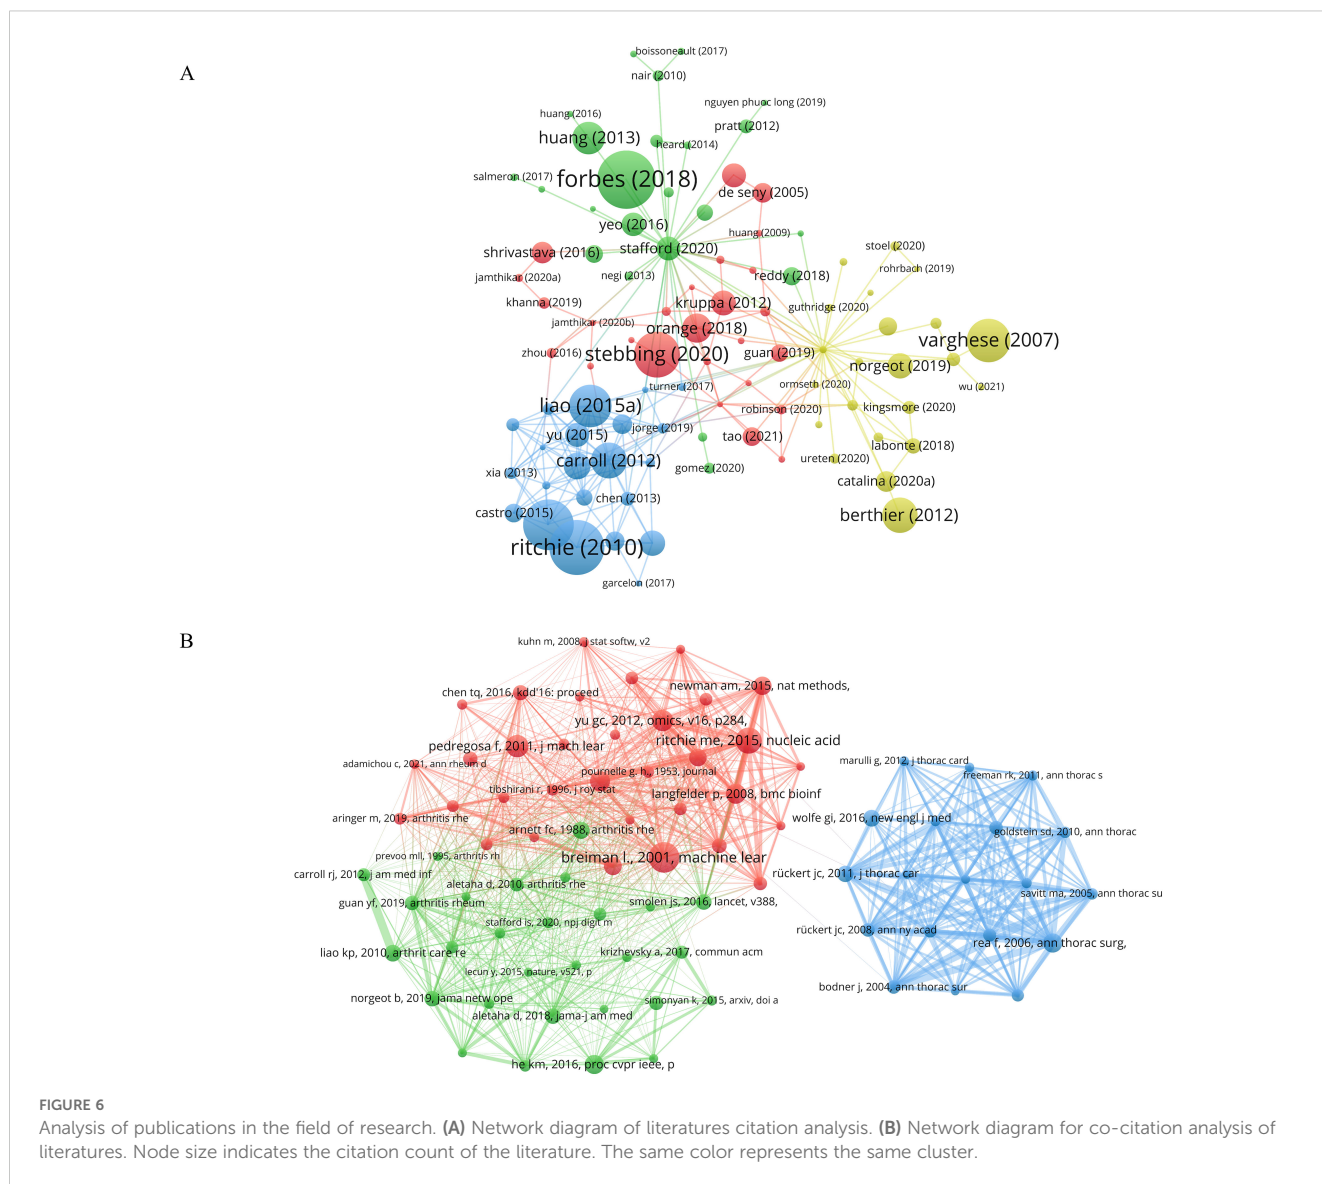 A
boissoneault (2017)
nair (2010)
nguyen phuoc long (2019)
huang (2016)
pratt (2012)
huang (2013)
heard (2014)
salmeron (2017)
forbes (2018)
de seny (2005)
yeo (2016)
huang (2009)
stafford (2020)
stoel (2020)
shrivastava (2016)
rohrbach (2019)
jamthikar (2020a)
negi (2013)
reddy (2018)
khanna (2019)
kruppa (2012)
guthridge (2020)
jamthikar (2020b)
orange (2018)
varghese (2007)
zhou (2016)
stebbing (2020)
guan (2019)
norgeot (2019)
turner (2017)
ormseth (2020)
wu (2021)
liao (2015a)
robinson (2020)
kingsmore (2020)
jorge (2019)
yu (2015)
tao (2021)
labonte (2018)
carroll (2012)
ureten (2020)
xia (2013)
gomez (2020)
catalina (2020a)
chen (2013)
castro (2015)
berthier (2012)
ritchie (2010)
garcelon (2017)
B
kuhn m, 2008, j stat softw, v2
newman am, 2015, nat methods,
chen tq, 2016, kdd'16: proceed
yu gc, 2012, omics, v16, p284,
ritchie me, 2015, nucleic acid
pedregosa f, 2011, j mach lear
adamichou c, 2021, ann rheum d
pournelle g. h., 1953, journal
tibshirani r, 1996, j roy stat
langfelder p, 2008, bmc bioinf
aringer m, 2019, arthritis rhe
arnett fc, 1988, arthritis rhe
prevoo mll, 1995, arthritis rh
breiman l., 2001, machine lear
carroll rj, 2012, j am med inf
aletaha d, 2010, arthritis rhe
guan yf, 2019, arthritis rheum
smolen js, 2016, lancet, v388,
stafford is, 2020, npj digit m
liao kp, 2010, arthrit care re
krizhevsky a, 2017, commun acm
lecun y, 2015, nature, v521, p
norgeot b, 2019, jama netw ope
simonyan k, 2015, arxiv, doi a
aletaha d, 2018, jama-j am med
he km, 2016, proc cvpr ieee, p
marulli g, 2012, j thorac card
freeman rk, 2011, ann thorac s
wolfe gi, 2016, new engl j med
goldstein sd, 2010, ann thorac
rückert jc, 2011, j thorac car
savitt ma, 2005, ann thorac su
rückert jc, 2008, ann ny acad
rea f, 2006, ann thorac surg,
bodner j, 2004, ann thorac sur
FIGURE 6
Analysis of publications in the field of research. (A) Network diagram of literatures citation analysis. (B) Network diagram for co-citation analysis of
literatures. Node size indicates the citation count of the literature. The same color represents the same cluster.